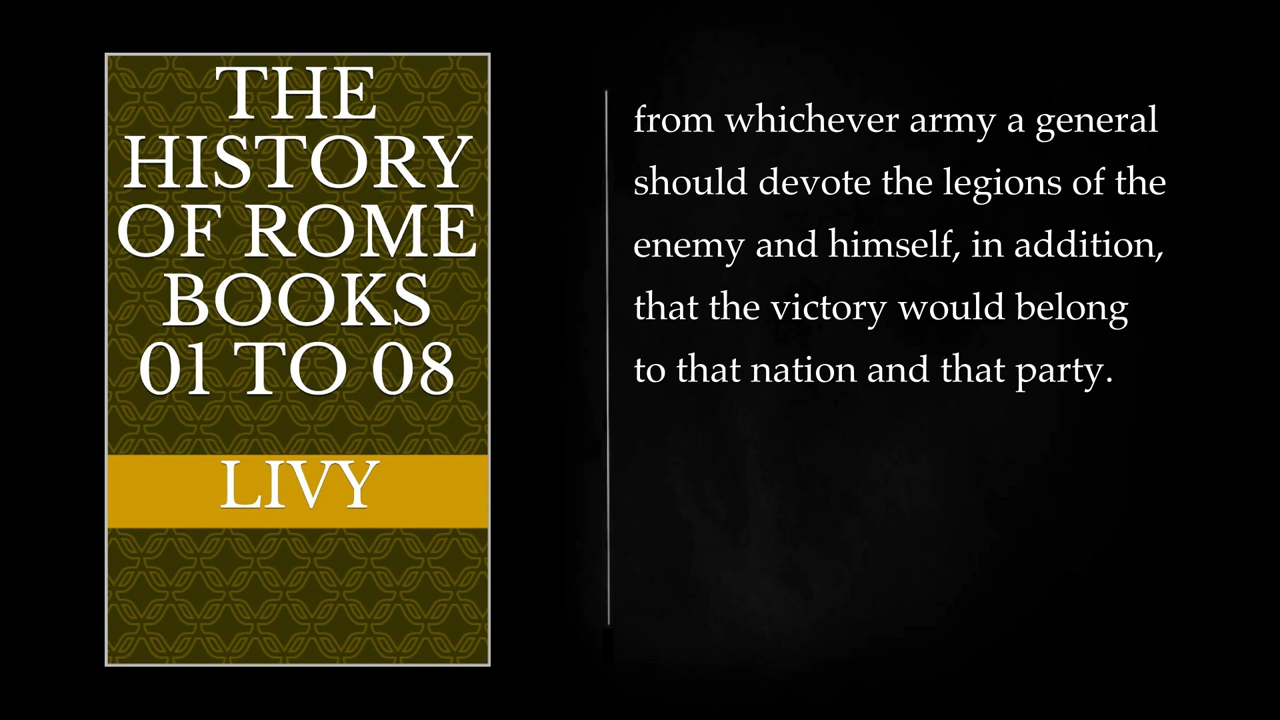 THE
HISTORY
OF ROME
BOOKS
01 TO 08
LIVY
from whichever army a general
should devote the legions of the
enemy and himself, in addition,
that the victory would belong
to that nation and that party.